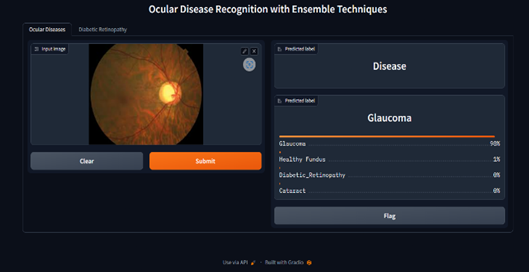 Ocular Disease Recognition with Ensemble Techniques
Ocular Diseases
Diabetic Retinopathy
Input Image
Clear
Submit
Predicted label
Disease
Predicted label
Glaucoma
Glaucoma 98%
Healthy Fundus 1%
Diabetic_Retinopathy 0%
Cataract 0%
Flag
Use via API · Built with Gradio